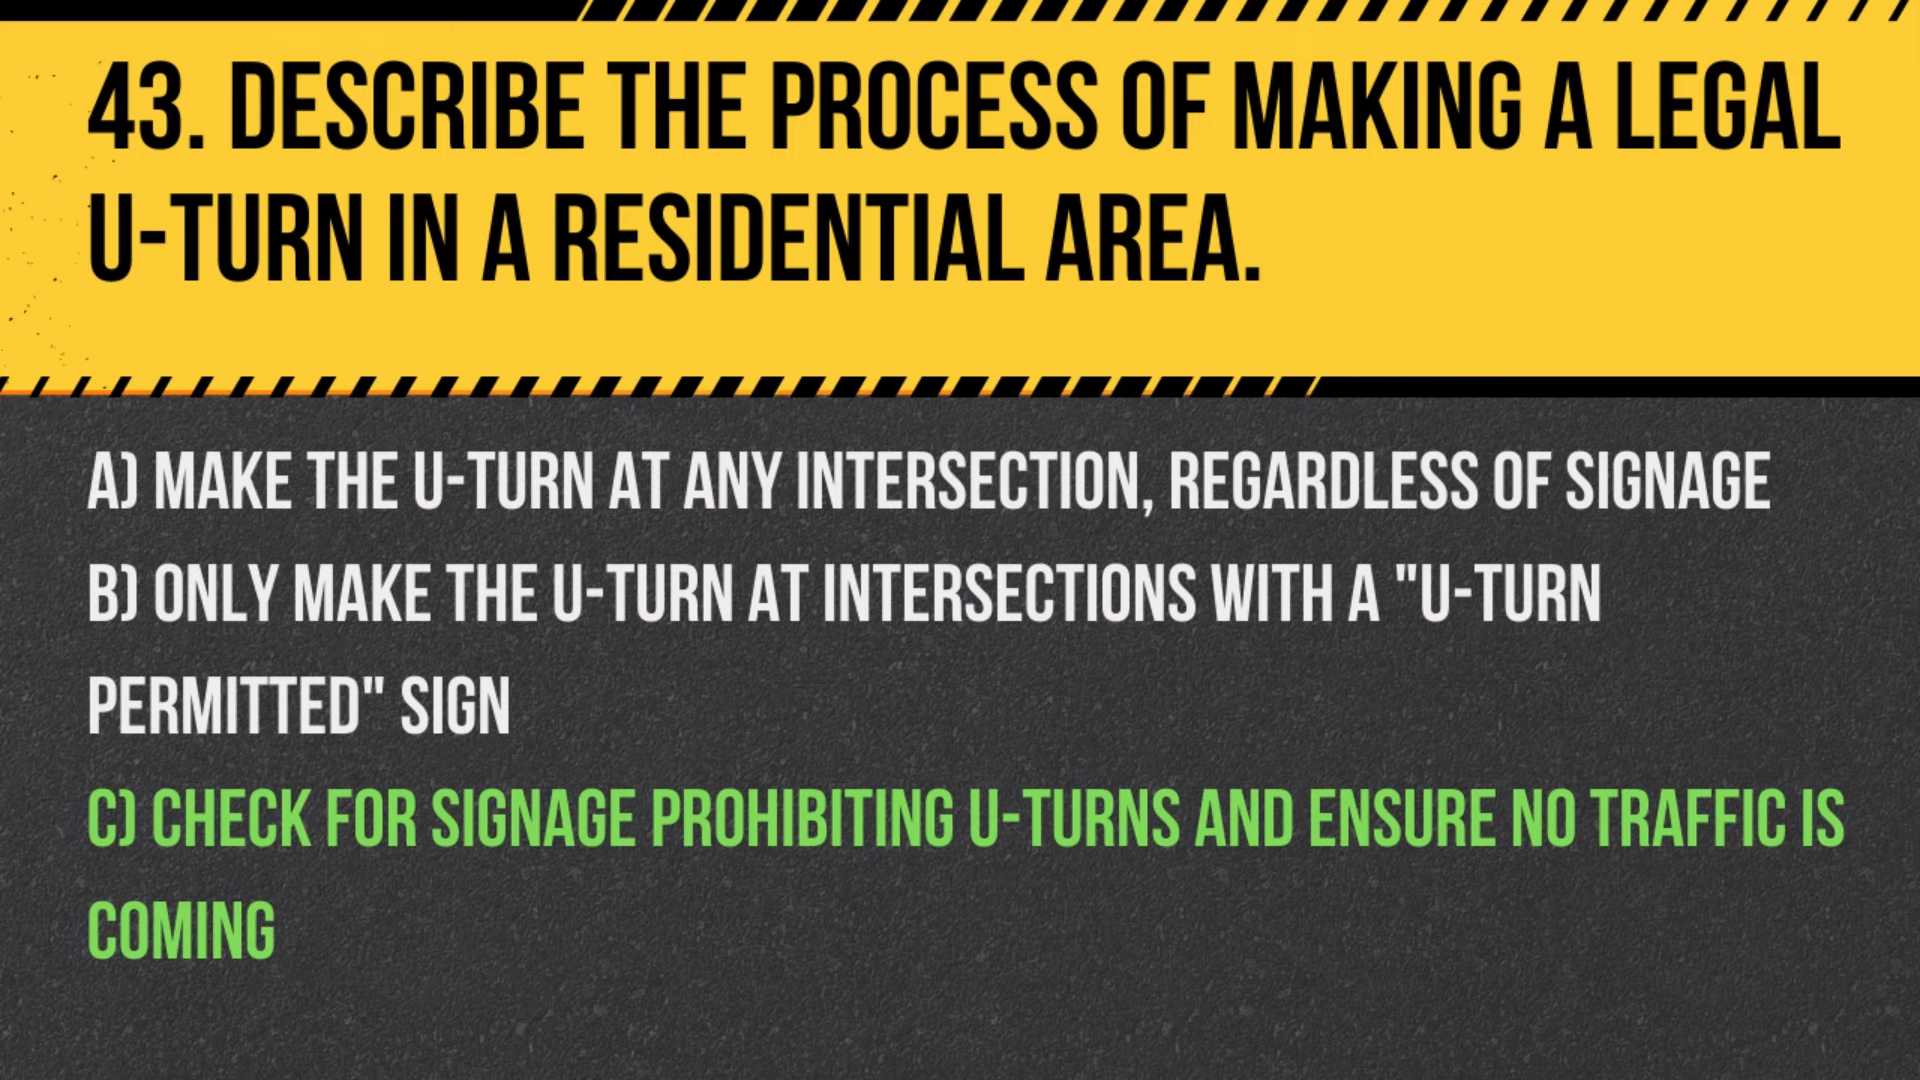 43. DESCRIBE THE PROCESS OF MAKING A LEGAL
U-TURN IN A RESIDENTIAL AREA.
A) MAKE THE U-TURN AT ANY INTERSECTION, REGARDLESS OF SIGNAGE
B) ONLY MAKE THE U-TURN AT INTERSECTIONS WITH A "U-TURN
PERMITTED" SIGN
C) CHECK FOR SIGNAGE PROHIBITING U-TURNS AND ENSURE NO TRAFFIC IS
COMING